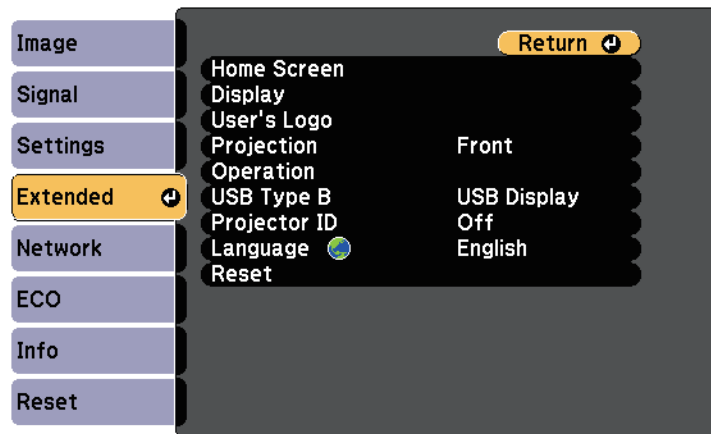 Image
Signal
Settings
Extended
Network
ECO
Info
Reset
Return
Home Screen
Display
User's Logo
Projection Front
Operation
USB Type B USB Display
Projector ID Off
Language English
Reset